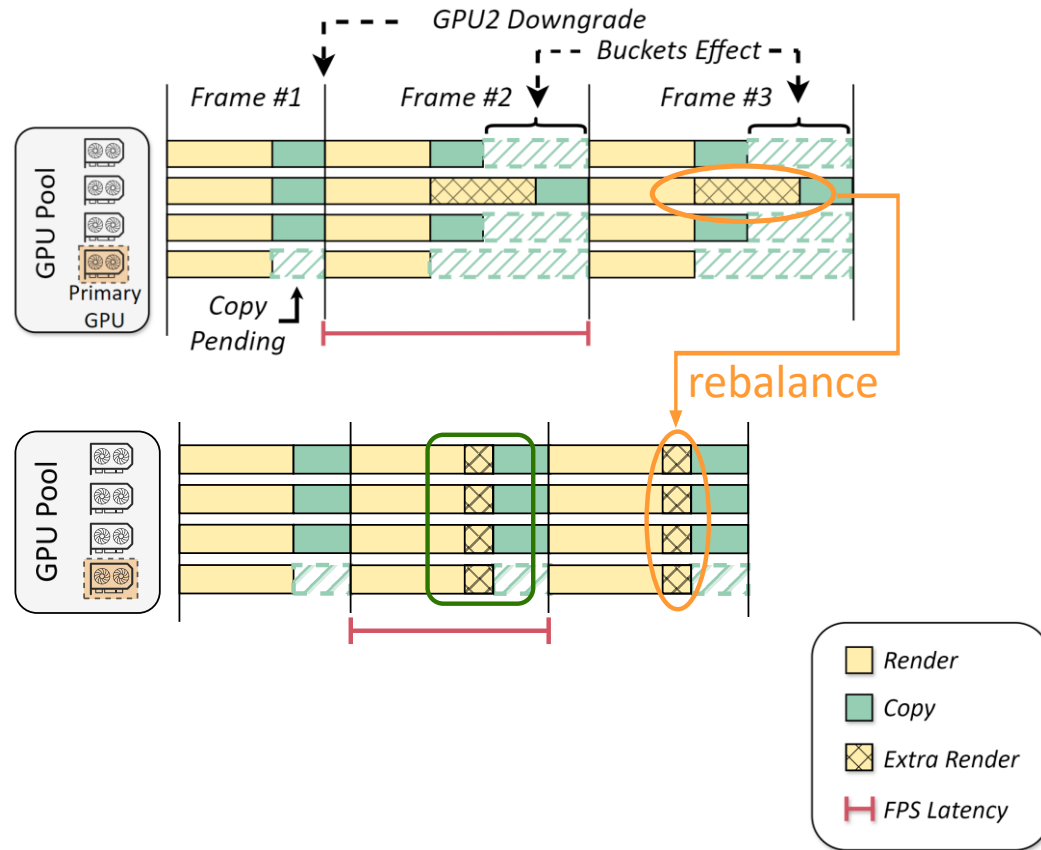 GPU2 Downgrade
Buckets Effect
Frame #1
Frame #2
Frame #3
GPU Pool
Primary
GPU
Copy
Pending
rebalance
GPU Pool
Render
Copy
Extra Render
FPS Latency